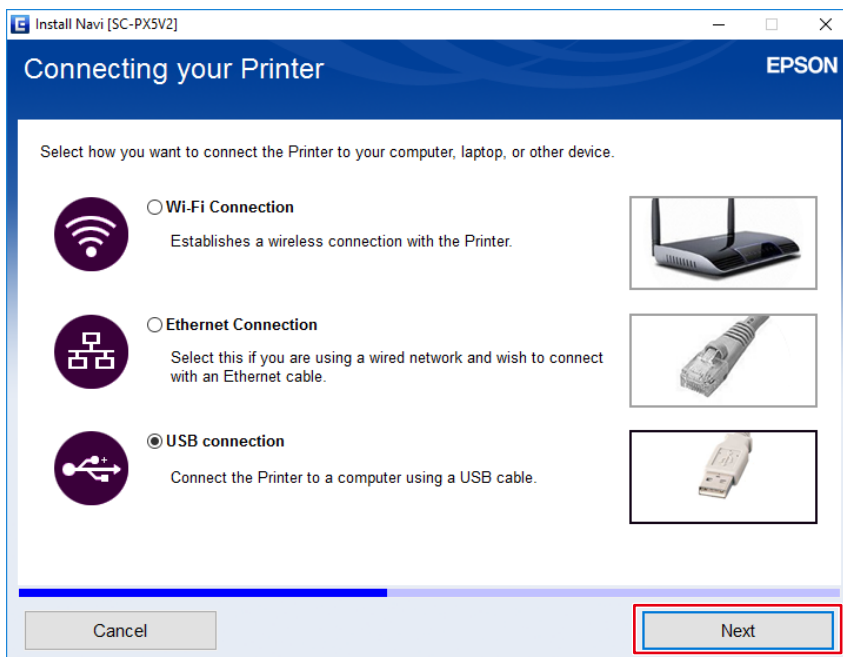 Install Navi [SC-PX5V2]
Connecting your Printer
EPSON
Select how you want to connect the Printer to your computer, laptop, or other device.
Wi-Fi Connection
Establishes a wireless connection with the Printer.
Ethernet Connection
Select this if you are using a wired network and wish to connect
with an Ethernet cable.
USB connection
Connect the Printer to a computer using a USB cable.
Cancel
Next